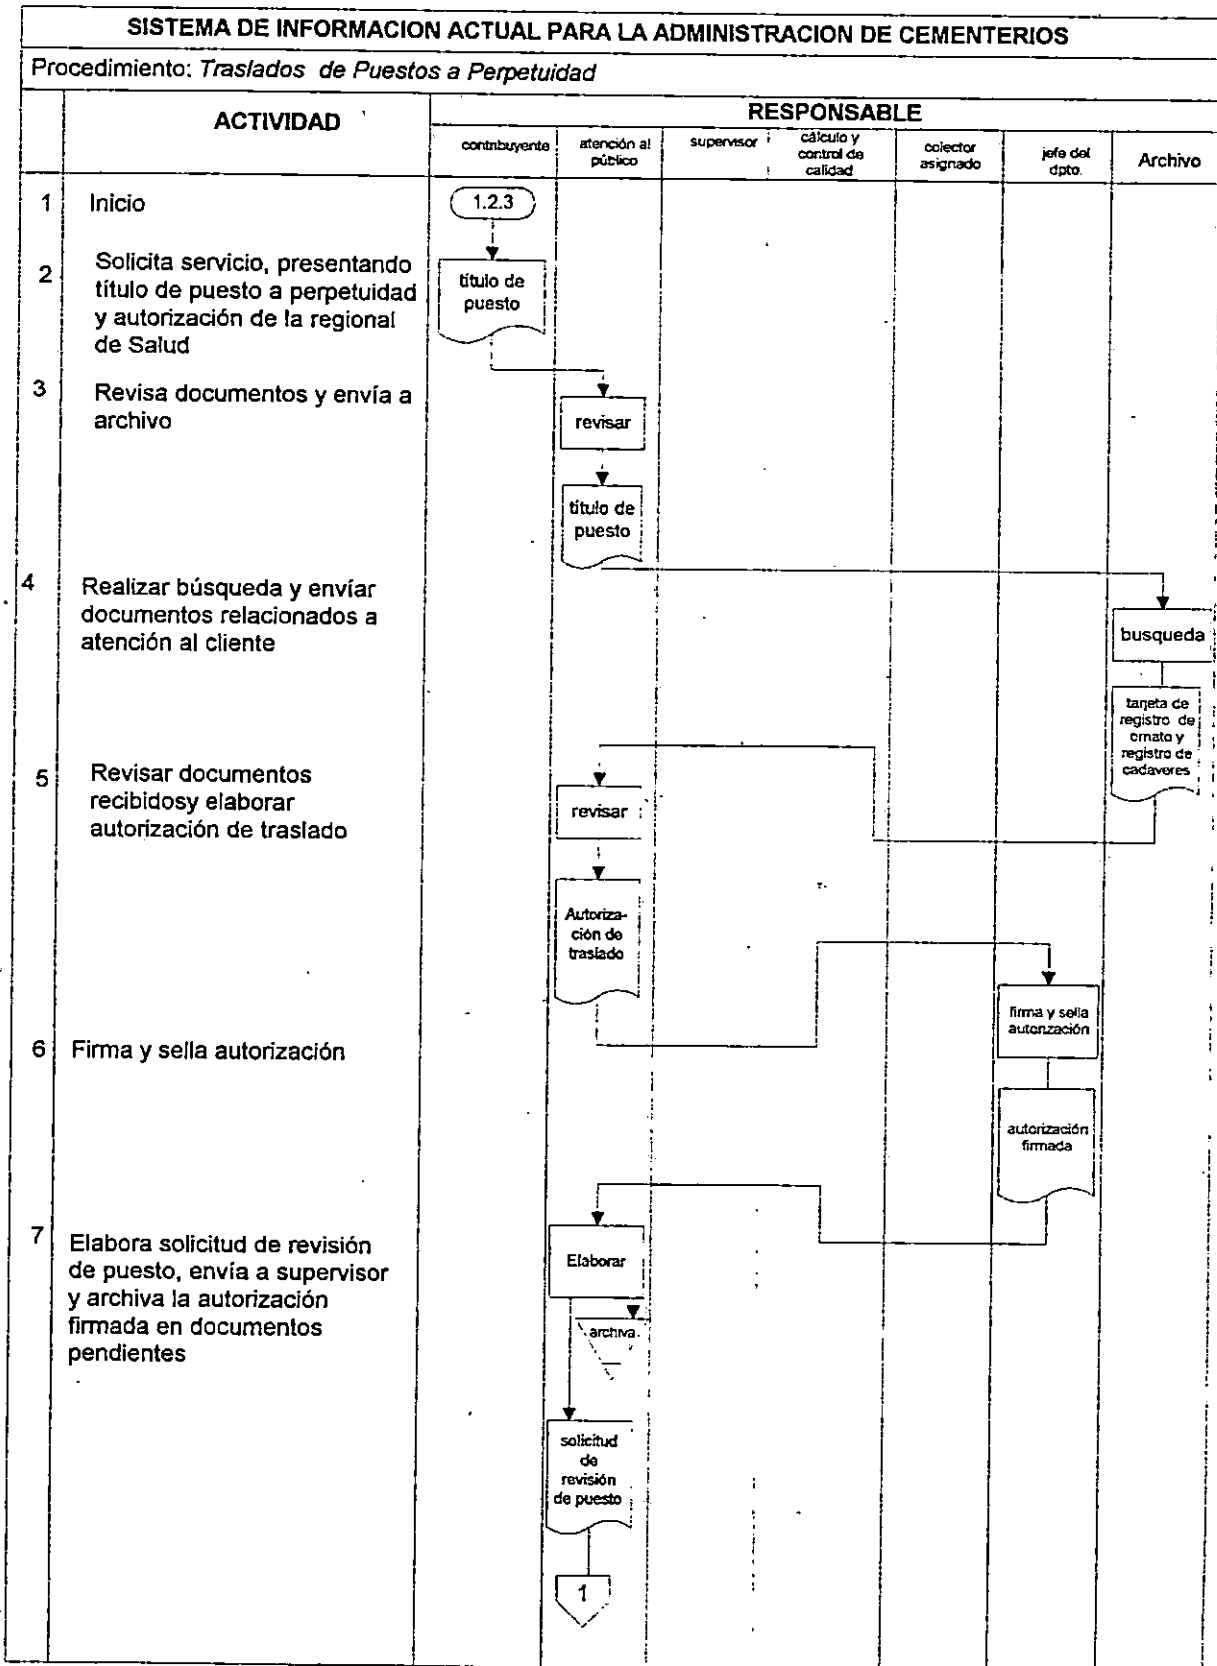 SISTEMA DE INFORMACION ACTUAL PARA LA ADMINISTRACION DE CEMENTERIOS
Procedimiento: Traslados de Puestos a Perpetuidad
ACTIVIDAD
RESPONSABLE
contribuyente
atención al
público
supervisor
cálculo y
control de
calidad
colector
asignado
jefe del
dpto.
Archivo
1
Inicio
1.2.3
2
Solicita servicio, presentando
título de puesto a perpetuidad
y autorización de la regional
de Salud
título de
puesto
3
Revisa documentos y envía a
archivo
revisar
título de
puesto
4
Realizar búsqueda y envíar
documentos relacionados a
atención al cliente
busqueda
tarjeta de
registro de
ornato y
registro de
cadaveres
5
Revisar documentos
recibidosy elaborar
autorización de traslado
revisar
Autoriza-
ción de
traslado
6
Firma y sella autorización
firma y sella
autorización
autorización
firmada
7
Elabora solicitud de revisión
de puesto, envía a supervisor
y archiva la autorización
firmada en documentos
pendientes
Elaborar
archiva
solicitud
de
revisión
de puesto
1